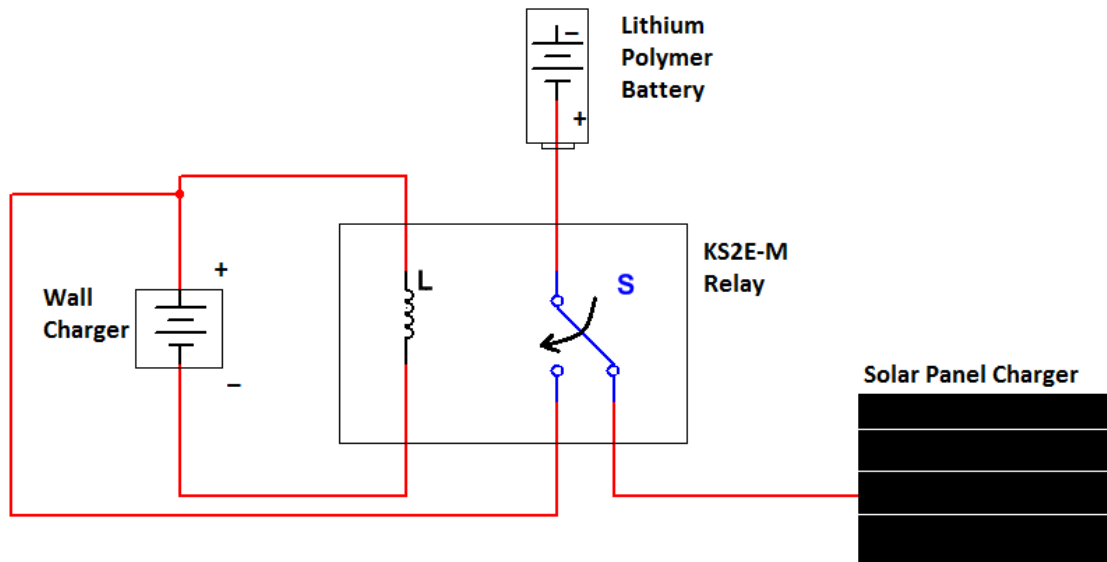 Lithium
Polymer
Battery
–
+
KS2E-M
Relay
L
S
+
Wall
Charger
–
Solar Panel Charger